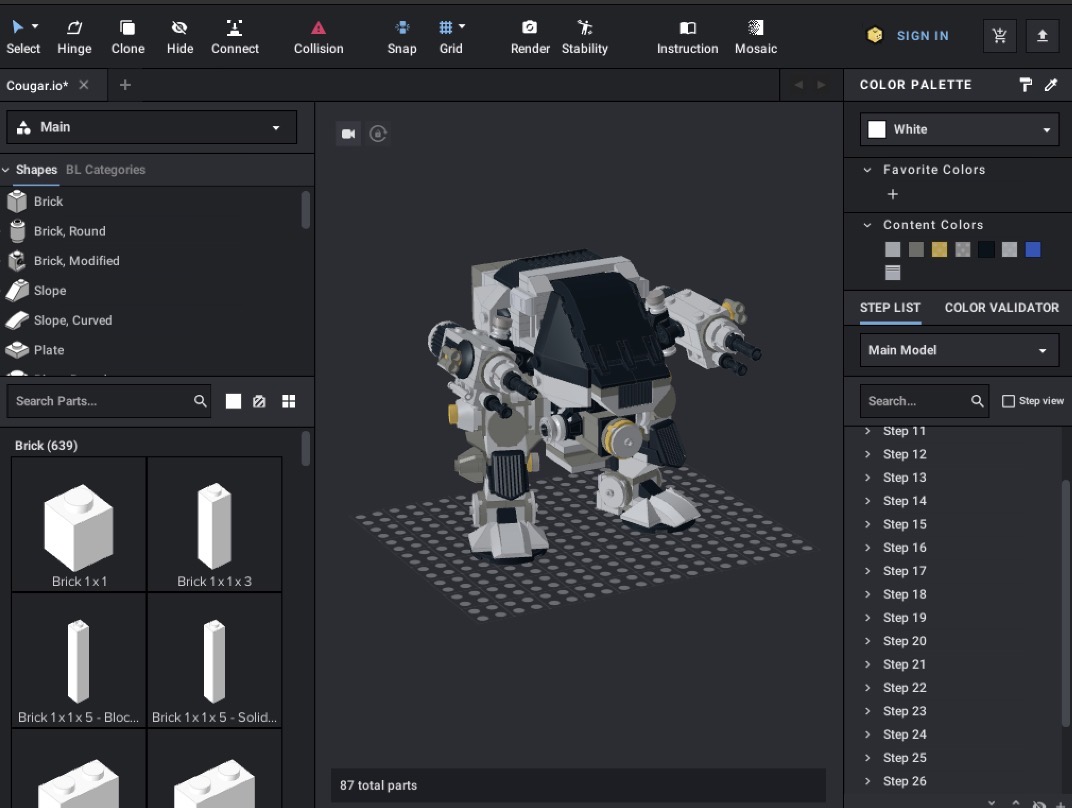 Select
Hinge
Clone
Hide
Connect
Collision
Snap
Grid
Render
Stability
Instruction
Mosaic
SIGN IN
Cougar.io*
COLOR PALETTE
Main
White
Shapes
BL Categories
Favorite Colors
Brick
Brick, Round
Content Colors
Brick, Modified
Slope
STEP LIST
COLOR VALIDATOR
Slope, Curved
Plate
Main Model
Search Parts...
Search...
Step view
Brick (639)
Step 11
Step 12
Step 13
Step 14
Step 15
Step 16
Step 17
Brick 1 x 1
Brick 1 x 1 x 3
Step 18
Step 19
Step 20
Step 21
Step 22
Brick 1 x 1 x 5 - Bloc...
Brick 1 x 1 x 5 - Solid...
Step 23
Step 24
Step 25
Step 26
87 total parts